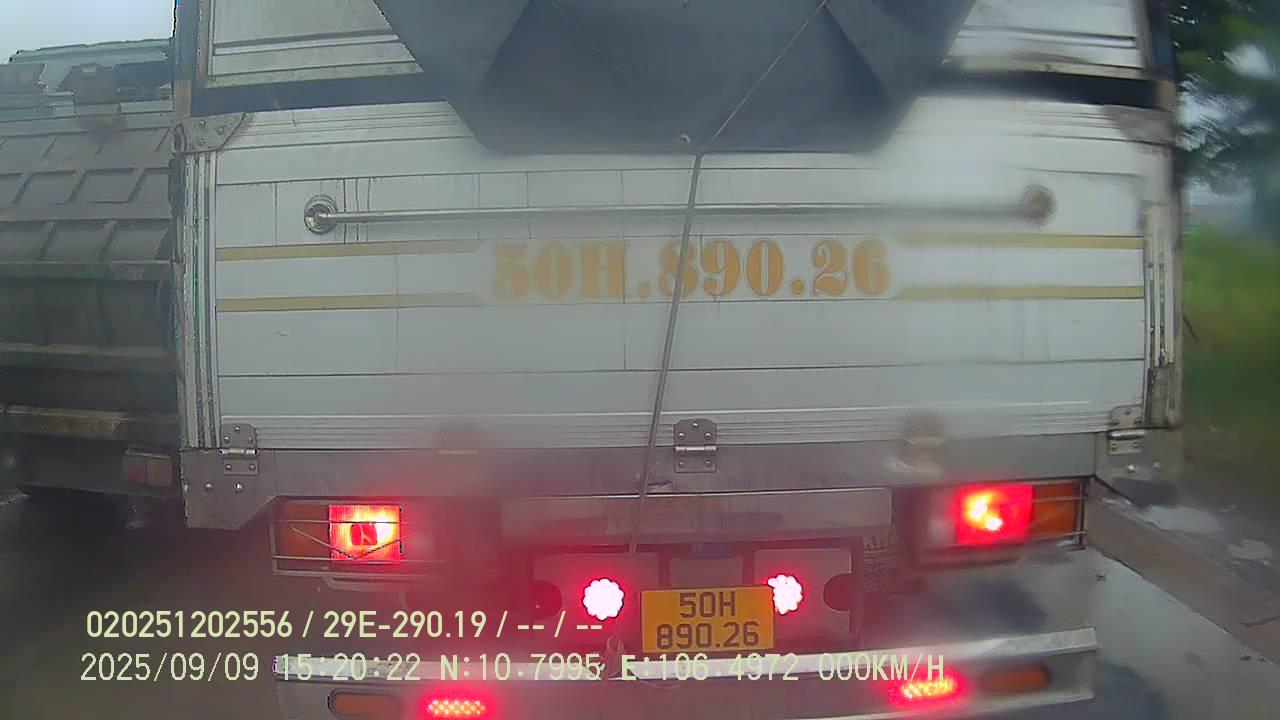 50H.890.26
50H
890.26
020251202556 / 29E-290.19 / -- / --
2025/09/09 15:20:22 N:10.7995 E:106.4972 000KM/H